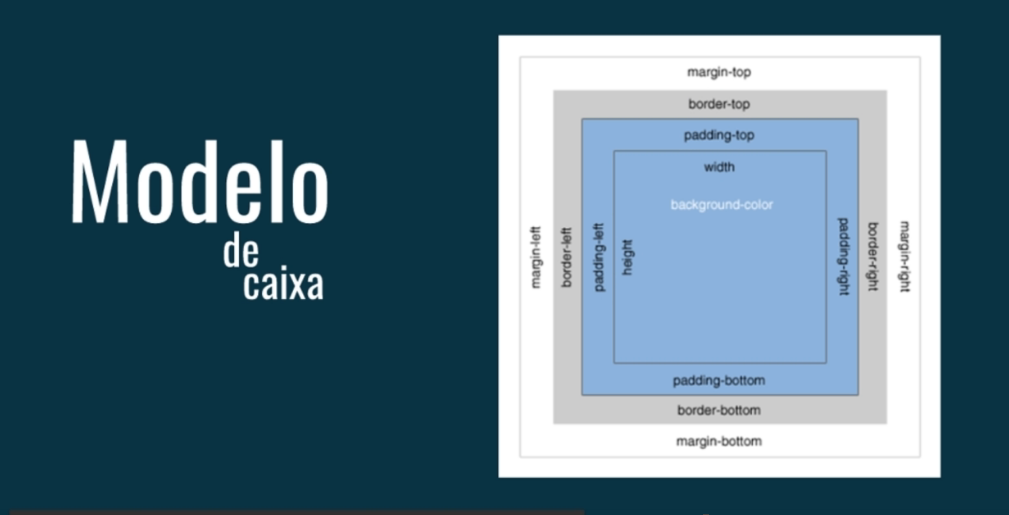 Modelo
de
caixa
margin-top
border-top
padding-top
width
background-color
margin-left
border-left
padding-left
height
padding-right
border-right
margin-right
padding-bottom
border-bottom
margin-bottom